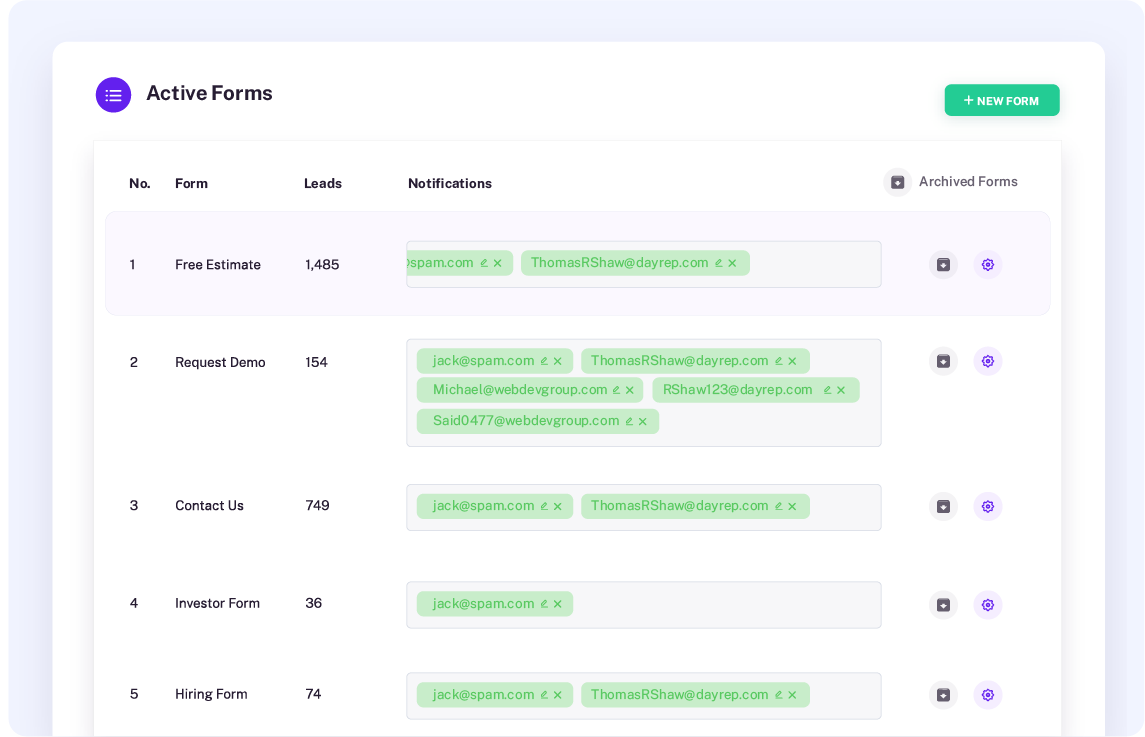 Active Forms
+ NEW FORM
No. Form Leads Notifications Archived Forms
1 Free Estimate 1,485 @spam.com ThomasRShaw@dayrep.com
2 Request Demo 154 jack@spam.com ThomasRShaw@dayrep.com
Michael@webdevgroup.com RShaw123@dayrep.com
Said0477@webdevgroup.com
3 Contact Us 749 jack@spam.com ThomasRShaw@dayrep.com
4 Investor Form 36 jack@spam.com
5 Hiring Form 74 jack@spam.com ThomasRShaw@dayrep.com